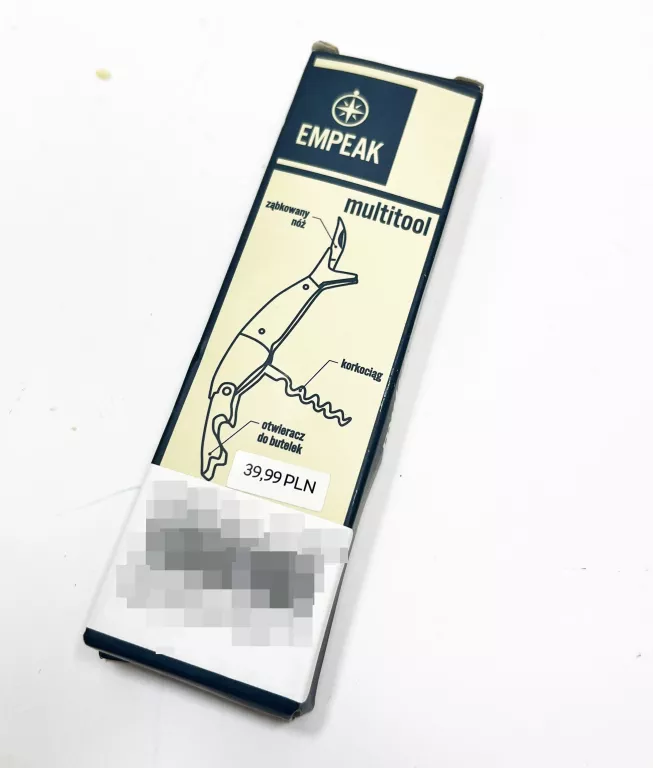 EMPEAK
multitool
ząbkowany
nóż
korkociąg
otwieracz
do butelek
39,99 PLN